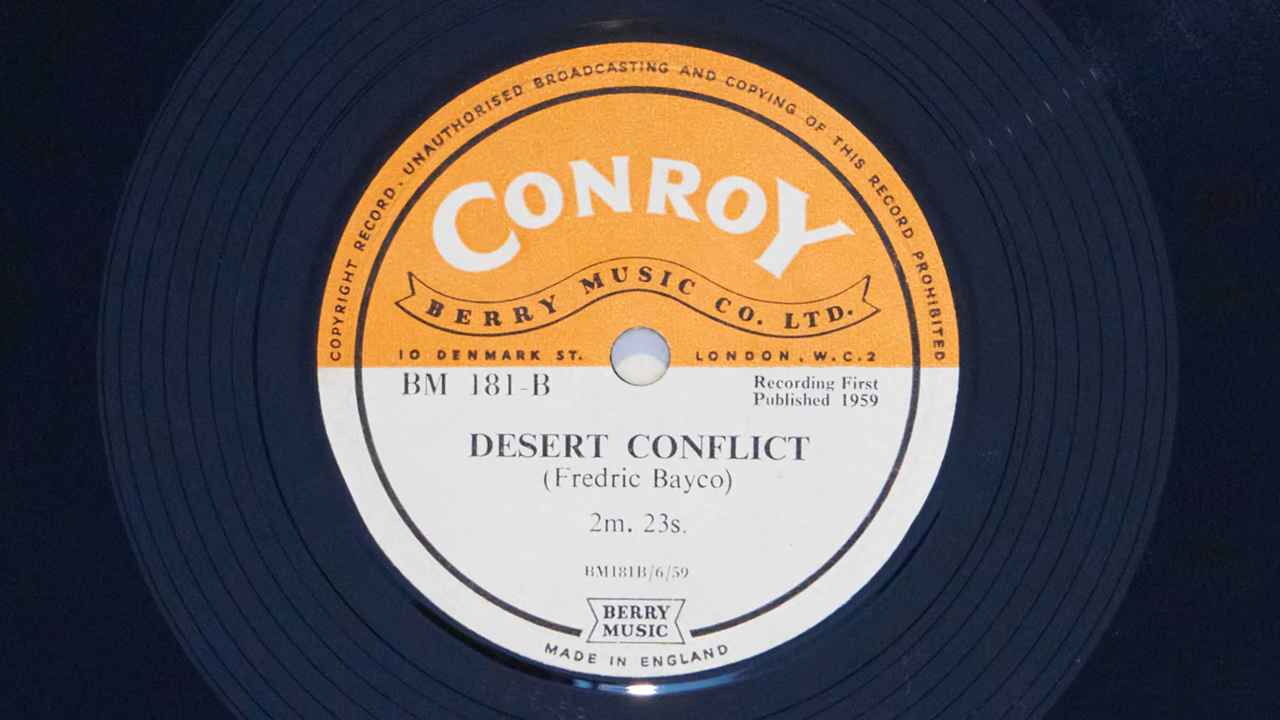 COPYRIGHT RECORD. UNAUTHORISED BROADCASTING AND COPYING OF THIS RECORD PROHIBITED
CONROY
BERRY MUSIC CO. LTD.
10 DENMARK ST. LONDON, W.C.2
BM 181-B
Recording First
Published 1959
DESERT CONFLICT
(Fredric Bayco)
2m. 23s.
BM181B/6/59
BERRY
MUSIC
MADE IN ENGLAND